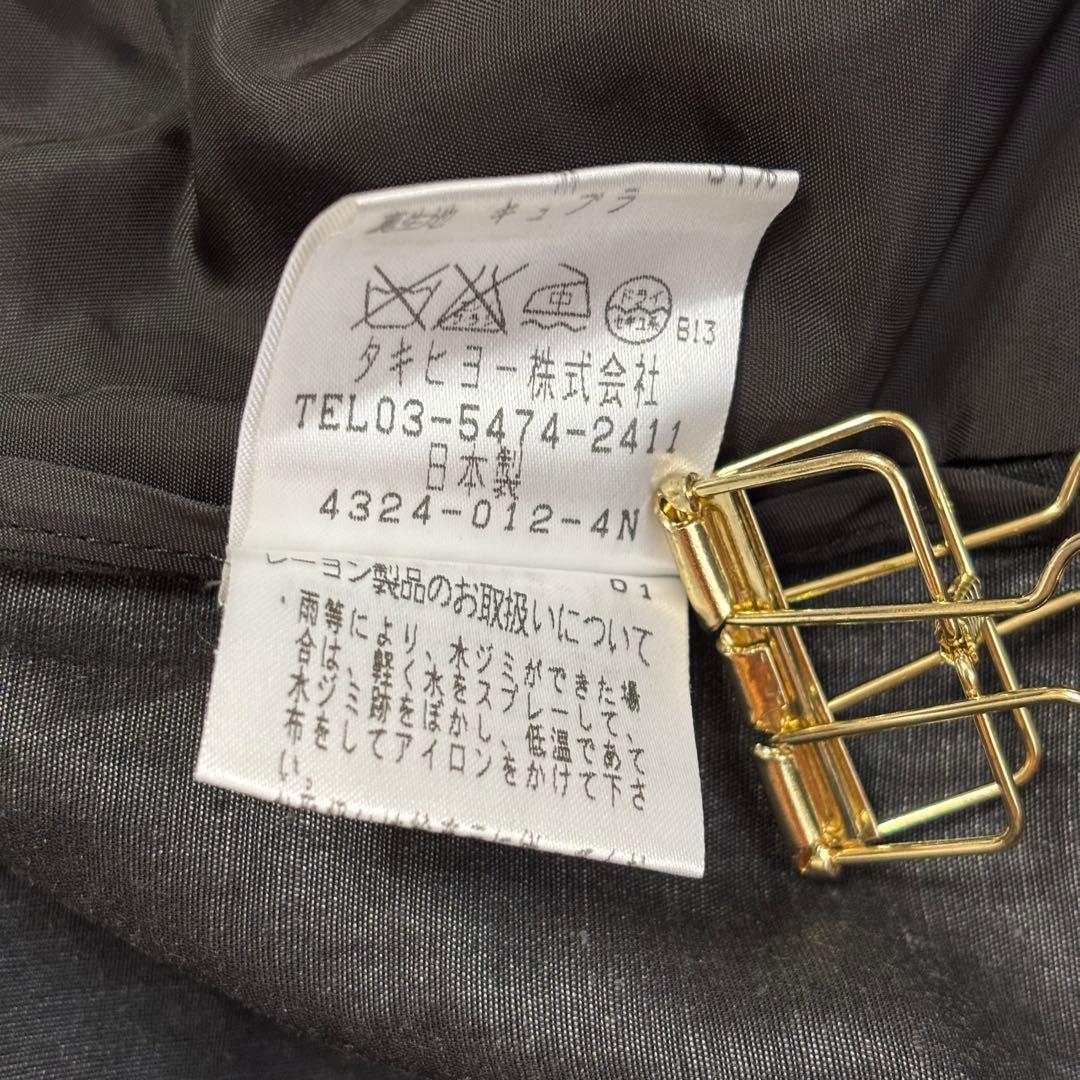 裏生地 キュプラ
中 ドライ セキユ系 B13
タキヒヨー株式会社
TEL03-5474-2411
日本製
4324-012-4N
61
レーヨン製品のお取扱いについて
・雨等により、水ジミができた場
合は、軽く水をスプレーして、
水ジミ跡をぼかし、低温であて
布をしてアイロンをかけて下さ
い。